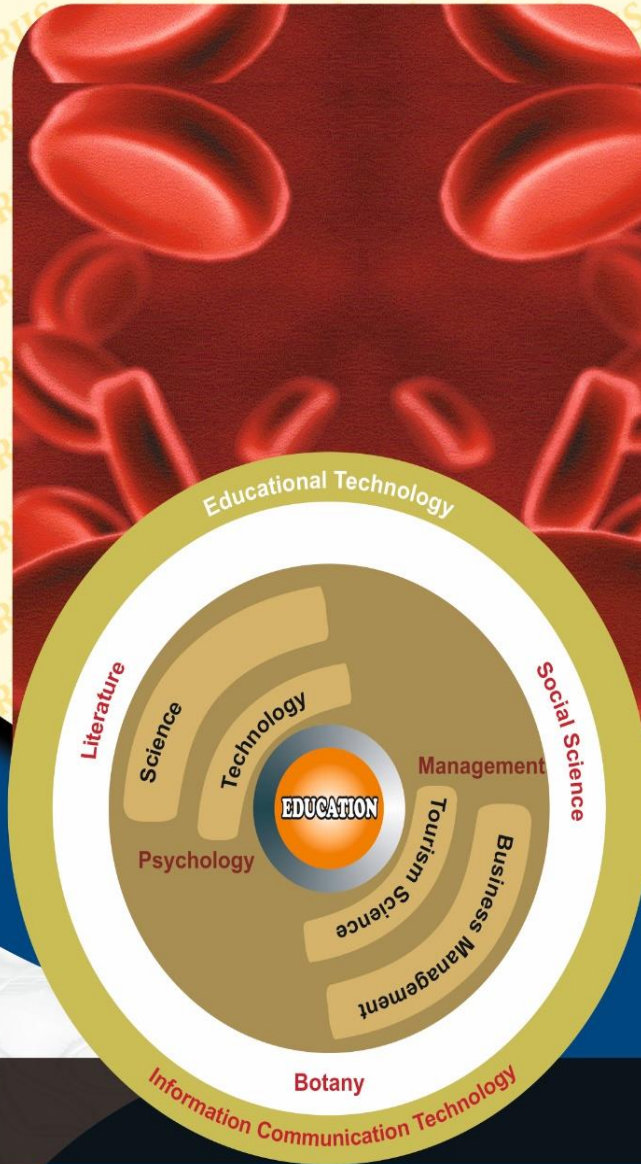 Educational Technology
Literature
Social Science
Science
Technology
Management
EDUCATION
Psychology
Tourism Science
Business Management
Botany
Information Communication Technology